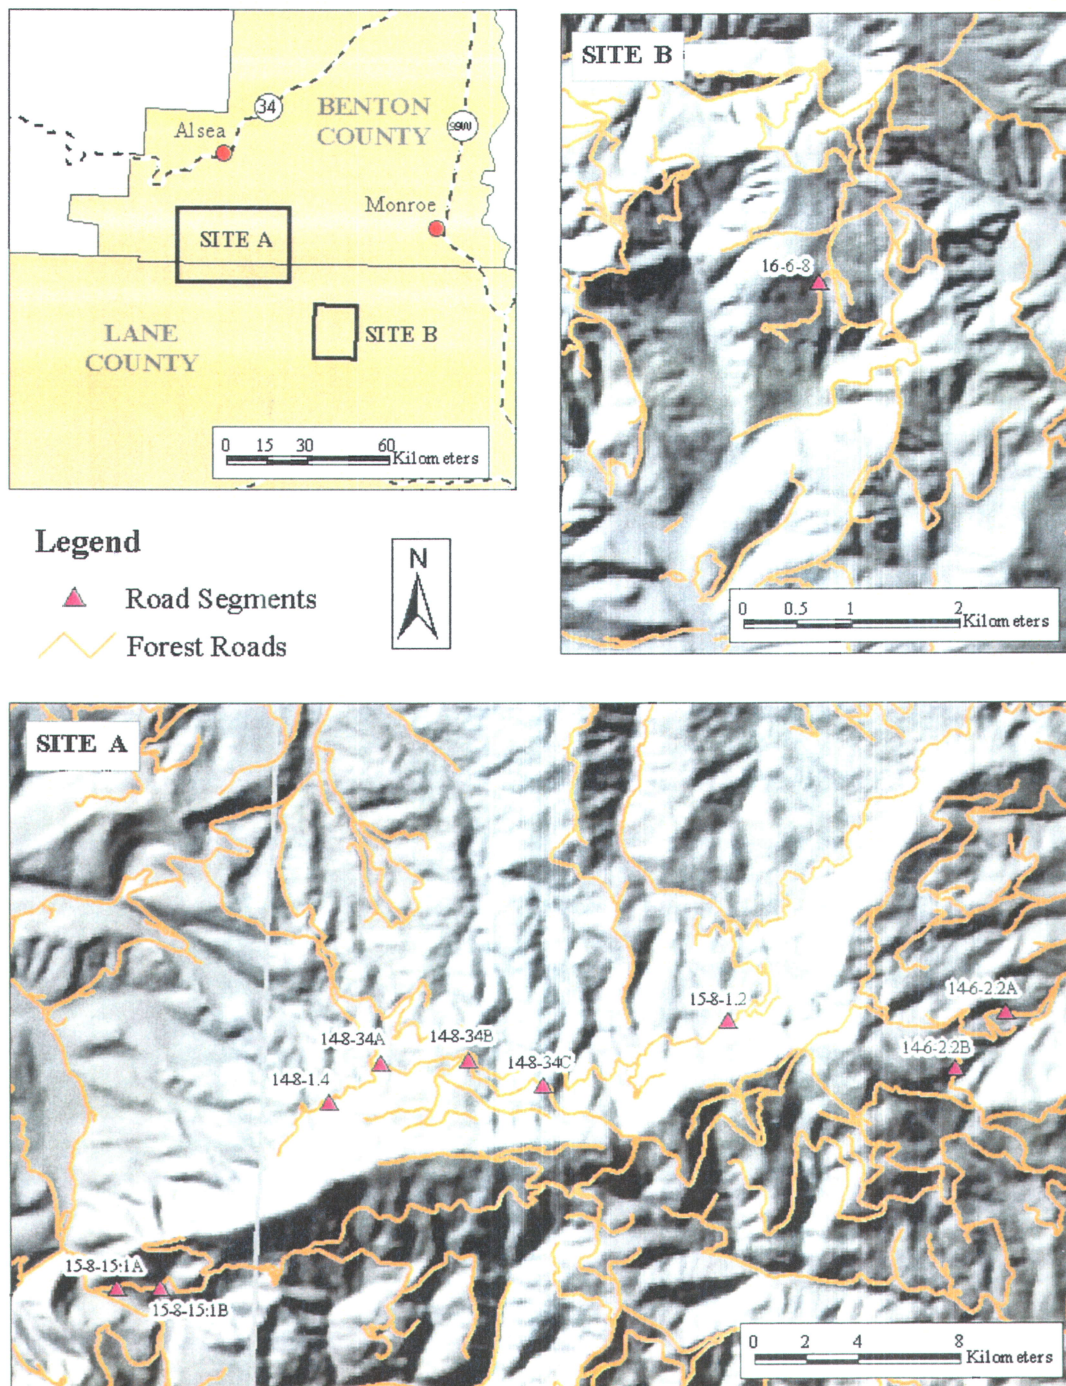 BENTON
COUNTY
34
Alsea
99W
Monroe
SITE A
LANE
COUNTY
SITE B
0 15 30 60
Kilometers
SITE B
16-6-8
0 0.5 1 2
Kilometers
Legend
Road Segments
Forest Roads
N
SITE A
15-8-1.2
14-6-2.2A
14-8-34A
14-8-34B
14-6-2.2B
14-8-34C
14-8-1.4
15-8-15:1A
15-8-15:1B
0 2 4 8
Kilometers